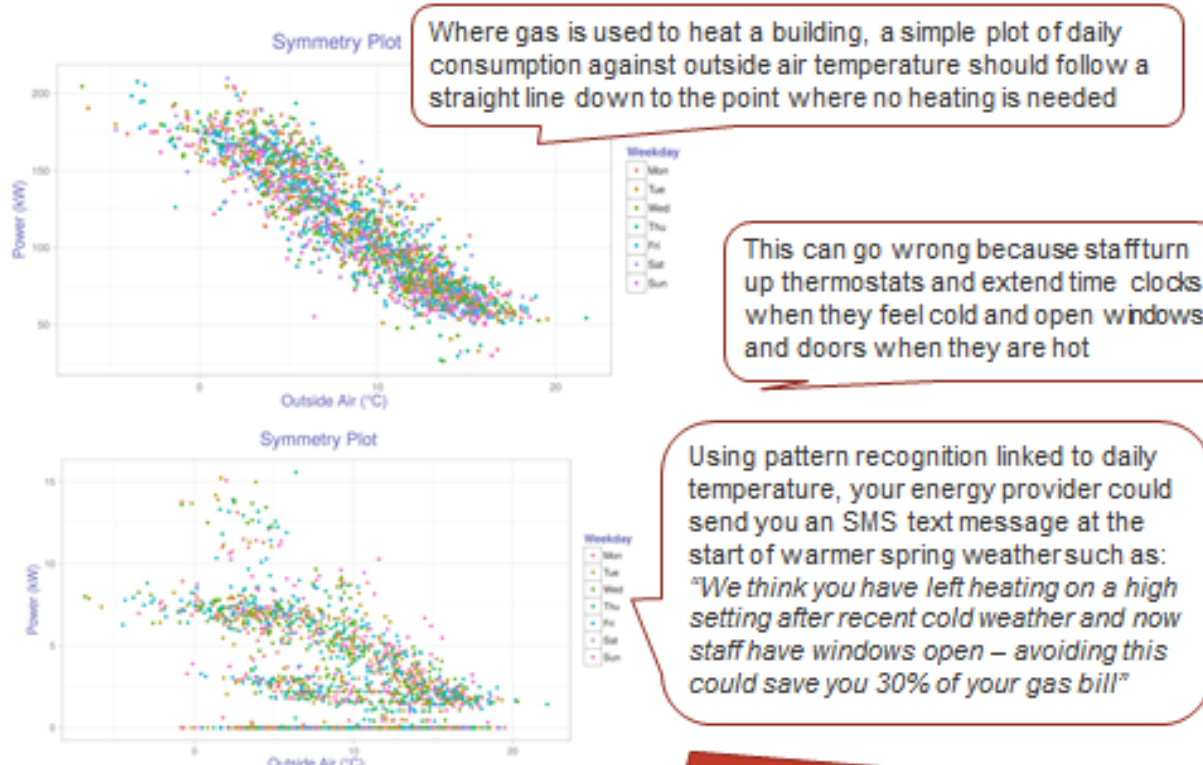 Symmetry Plot
Where gas is used to heat a building, a simple plot of daily
consumption against outside air temperature should follow a
straight line down to the point where no heating is needed
200
150
100
50
Power (kW)
0
10
20
Outside Air (°C)
Weekday
Mon
Tue
Wed
Thu
Fri
Sat
Sun
This can go wrong because staff turn
up thermostats and extend time clocks
when they feel cold and open windows
and doors when they are hot
Symmetry Plot
15
10
5
0
Power (kW)
0
10
20
Outside Air (°C)
Weekday
Mon
Tue
Wed
Thu
Fri
Sat
Sun
Using pattern recognition linked to daily
temperature, your energy provider could
send you an SMS text message at the
start of warmer spring weather such as:
“We think you have left heating on a high
setting after recent cold weather and now
staff have windows open – avoiding this
could save you 30% of your gas bill”